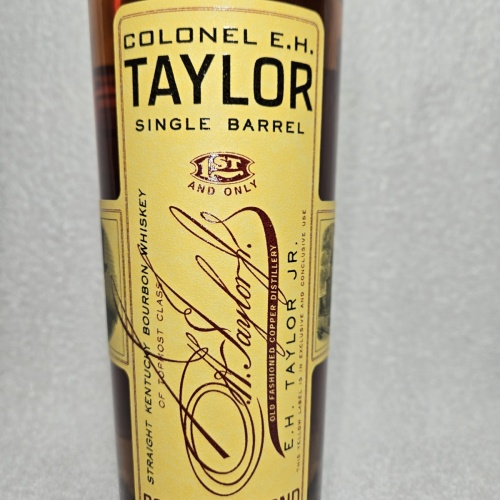 COLONEL E.H.
TAYLOR
SINGLE BARREL
1ST
AND ONLY
STRAIGHT KENTUCKY BOURBON WHISKEY
OF TOPMOST CLASS
E.H. Taylor, Jr.
OLD FASHIONED COPPER DISTILLERY
E.H. TAYLOR JR.
THIS YELLOW LABEL IS IN EXCLUSIVE AND CONCLUSIVE USE